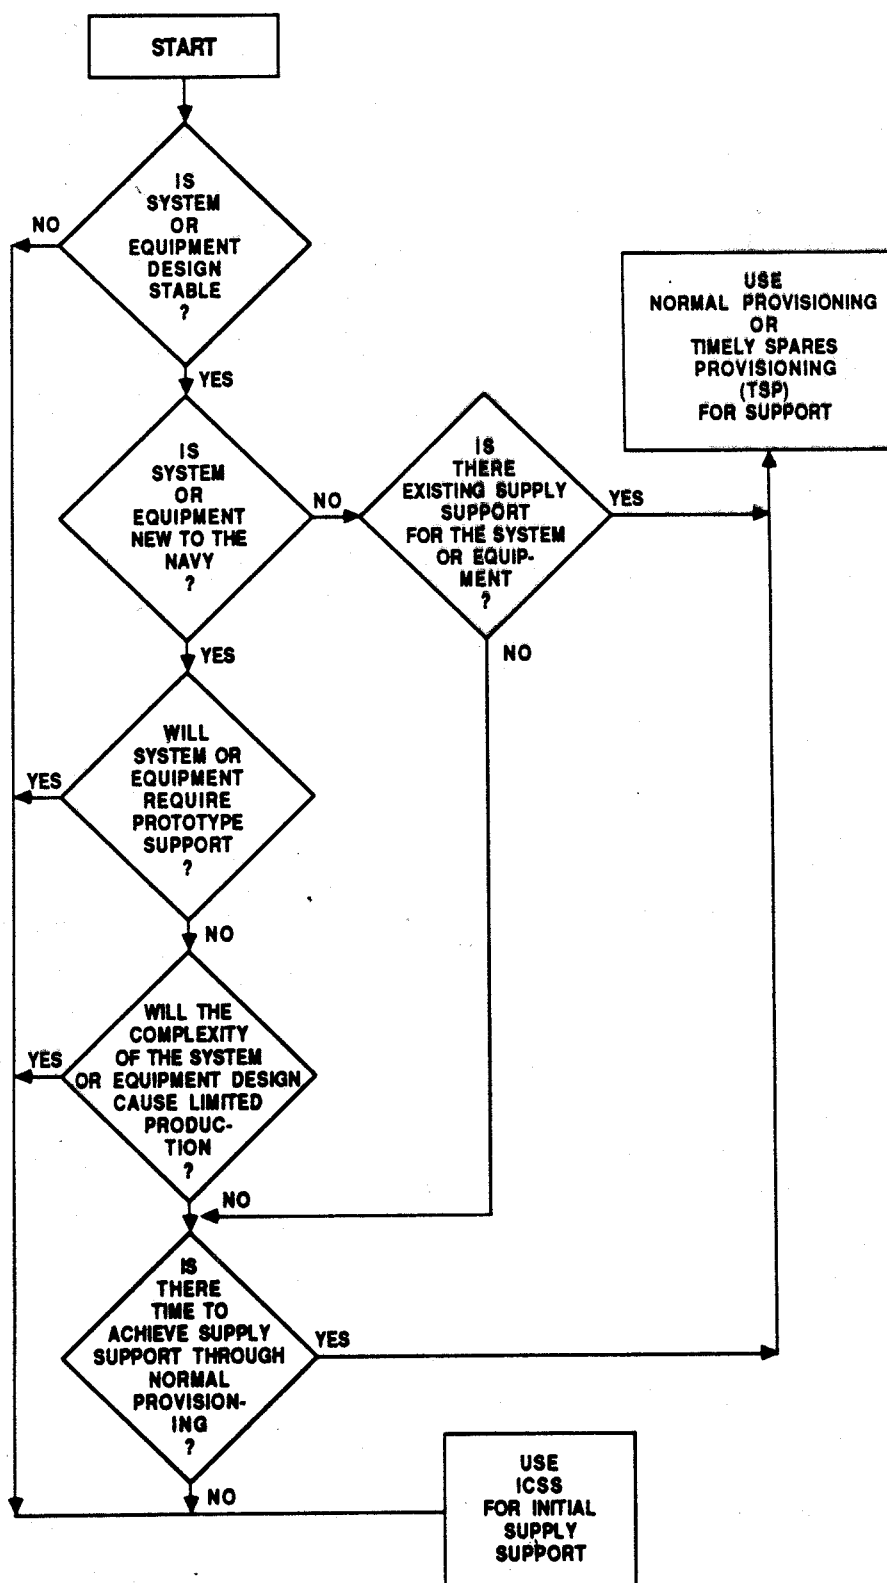 START
IS
SYSTEM
OR
EQUIPMENT
DESIGN
STABLE
?
NO
YES
USE
NORMAL PROVISIONING
OR
TIMELY SPARES
PROVISIONING
(TSP)
FOR SUPPORT
IS
SYSTEM
OR
EQUIPMENT
NEW TO THE
NAVY
?
NO
YES
IS
THERE
EXISTING SUPPLY
SUPPORT
FOR THE SYSTEM
OR EQUIP-
MENT
?
YES
NO
WILL
SYSTEM OR
EQUIPMENT
REQUIRE
PROTOTYPE
SUPPORT
?
YES
NO
WILL THE
COMPLEXITY
OF THE SYSTEM
OR EQUIPMENT DESIGN
CAUSE LIMITED
PRODUC-
TION
?
YES
NO
IS
THERE
TIME TO
ACHIEVE SUPPLY
SUPPORT THROUGH
NORMAL
PROVISION-
ING
?
YES
NO
USE
ICSS
FOR INITIAL
SUPPLY
SUPPORT